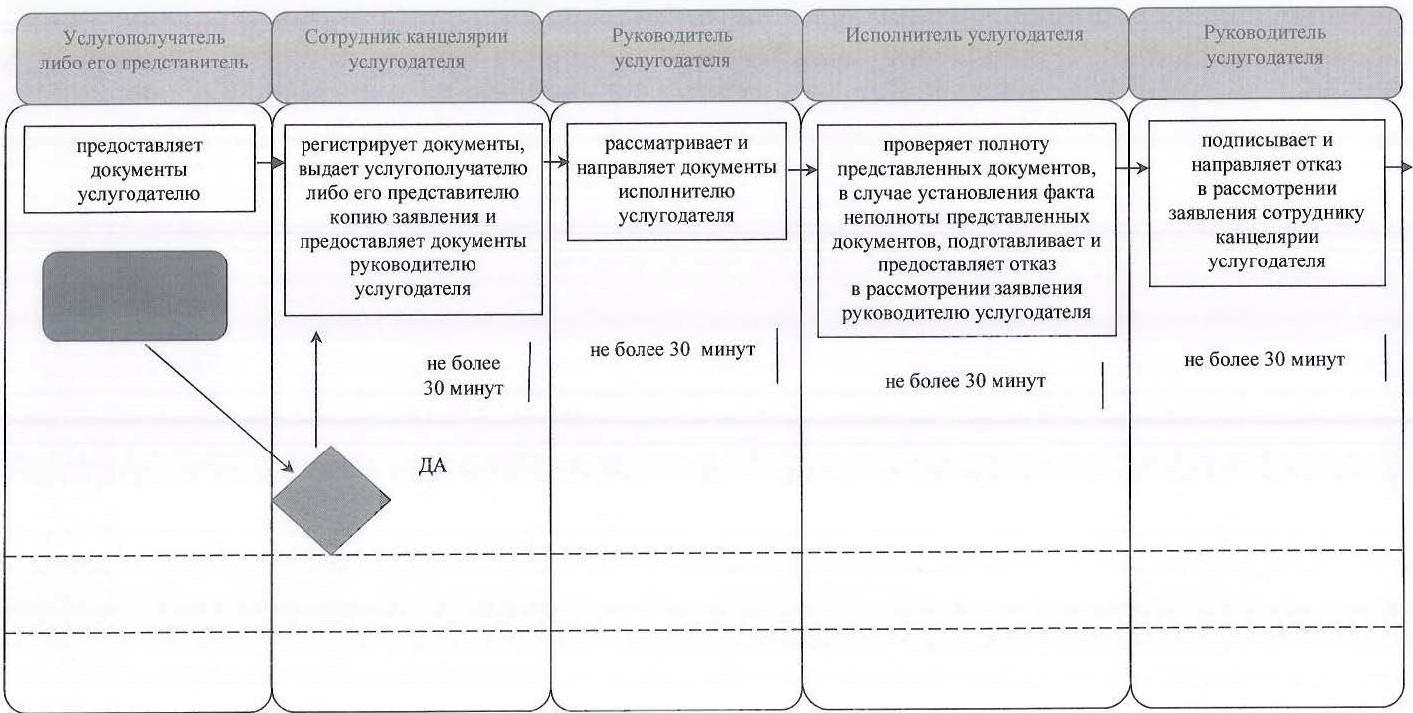 Услугополучатель
либо его представитель
Сотрудник канцелярии
услугодателя
Руководитель
услугодателя
Исполнитель услугодателя
Руководитель
услугодателя
предоставляет
документы
услугодателю
регистрирует документы,
выдает услугополучателю
либо его представителю
копию заявления и
предоставляет документы
руководителю
услугодателя
рассматривает и
направляет документы
исполнителю
услугодателя
проверяет полноту
представленных документов,
в случае установления факта
неполноты представленных
документов, подготавливает и
предоставляет отказ
в рассмотрении заявления
руководителю услугодателя
подписывает и
направляет отказ
в рассмотрении
заявления сотруднику
канцелярии
услугодателя
не более
30 минут
не более 30 минут
не более 30 минут
не более 30 минут
ДА